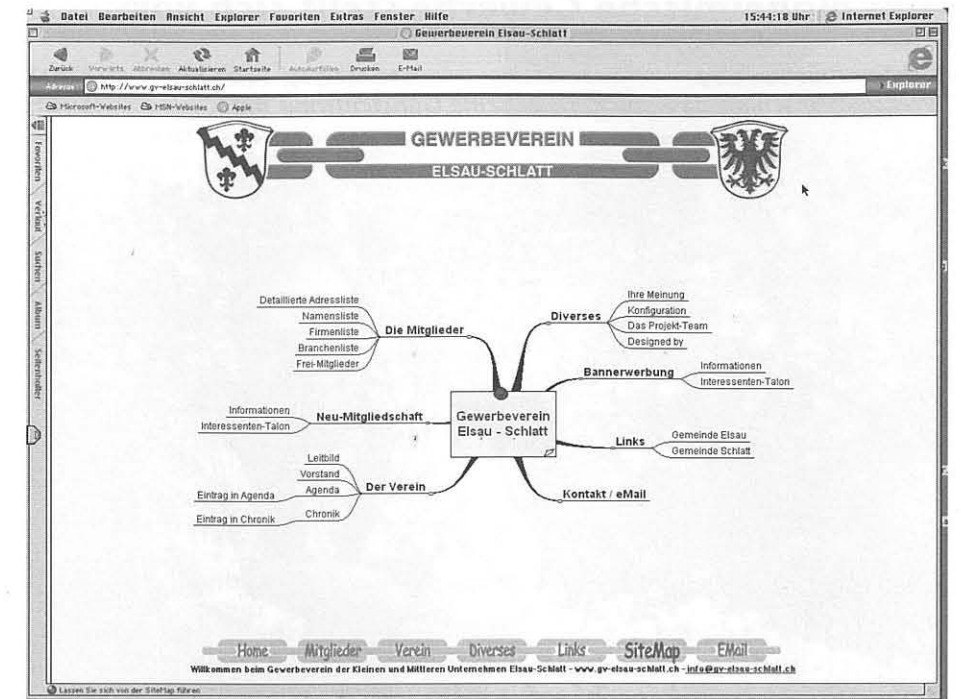 Datei Bearbeiten Ansicht Explorer Favoriten Extras Fenster Hilfe 15:44:18 Uhr Internet Explorer
Gewerbeverein Elsau-Schlatt
Zurück Vorwärts Abbrechen Aktualisieren Startseite Autoausfüllen Drucken E-Mail
Adresse http://www.gv-elsau-schlatt.ch/ Explorer
Microsoft-Websites MSN-Websites Apple
Favoriten
Verlauf
Suchen
Album
Seitenhalter
GEWERBEVEREIN
ELSAU-SCHLATT
Detaillierte Adressliste
Namensliste
Firmenliste
Branchenliste
Frei-Mitglieder
Die Mitglieder
Diverses
Ihre Meinung
Konfiguration
Das Projekt-Team
Designed by
Bannerwerbung
Informationen
Interessenten-Talon
Informationen
Interessenten-Talon
Neu-Mitgliedschaft
Gewerbeverein
Elsau - Schlatt
Links
Gemeinde Elsau
Gemeinde Schlatt
Leitbild
Vorstand
Eintrag in Agenda Agenda
Eintrag in Chronik Chronik
Der Verein
Kontakt / eMail
Home Mitglieder Verein Diverses Links SiteMap EMail
Willkommen beim Gewerbeverein der Kleinen und Mittleren Unternehmen Elsau-Schlatt - www.gv-elsau-schlatt.ch - info@gv-elsau-schlatt.ch
Lassen Sie sich von der SiteMap führen